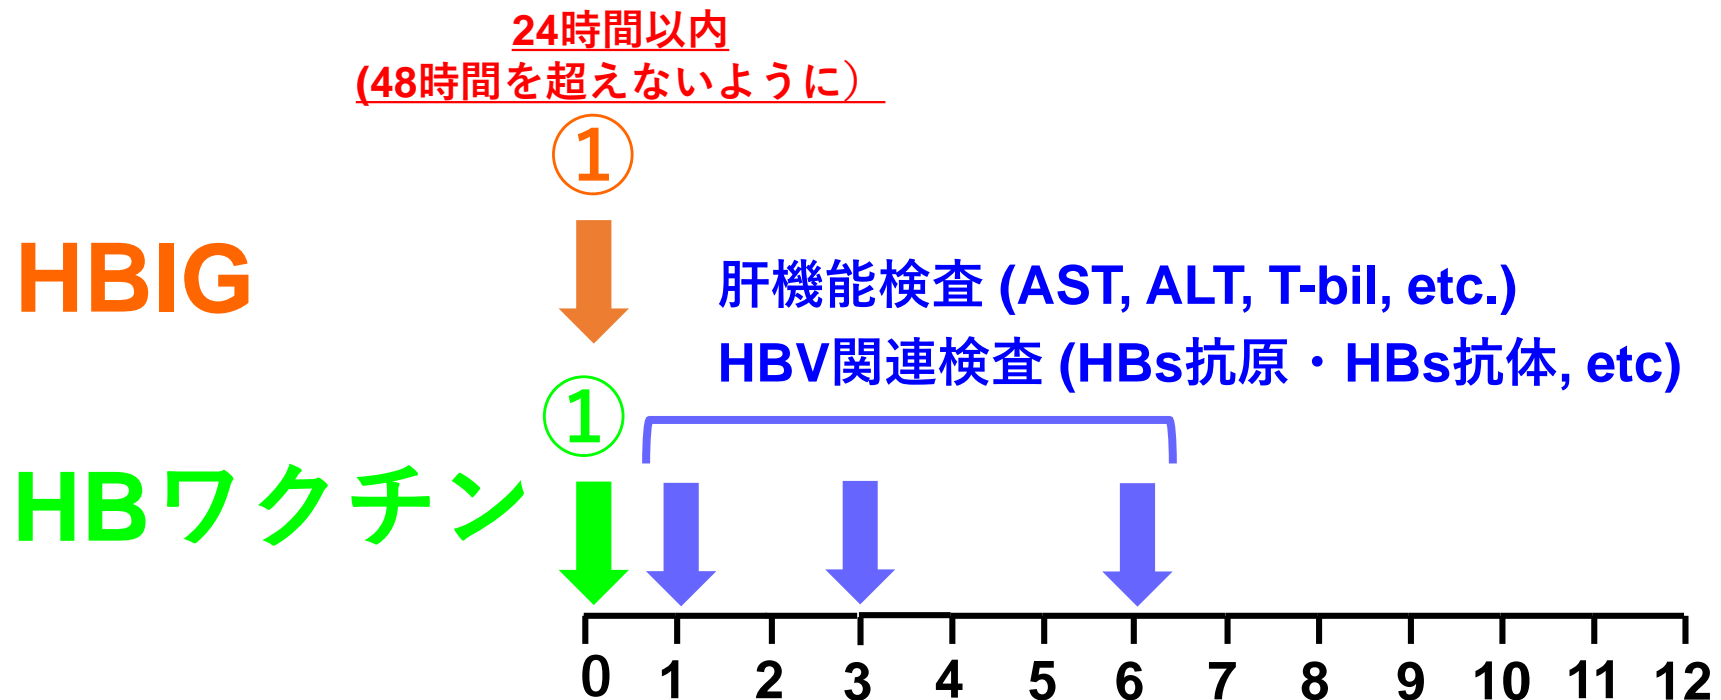 24時間以内
(48時間を超えないように）
①
HBIG
肝機能検査 (AST, ALT, T-bil, etc.)
HBV関連検査 (HBs抗原・HBs抗体, etc)
①
HBワクチン
0 1 2 3 4 5 6 7 8 9 10 11 12